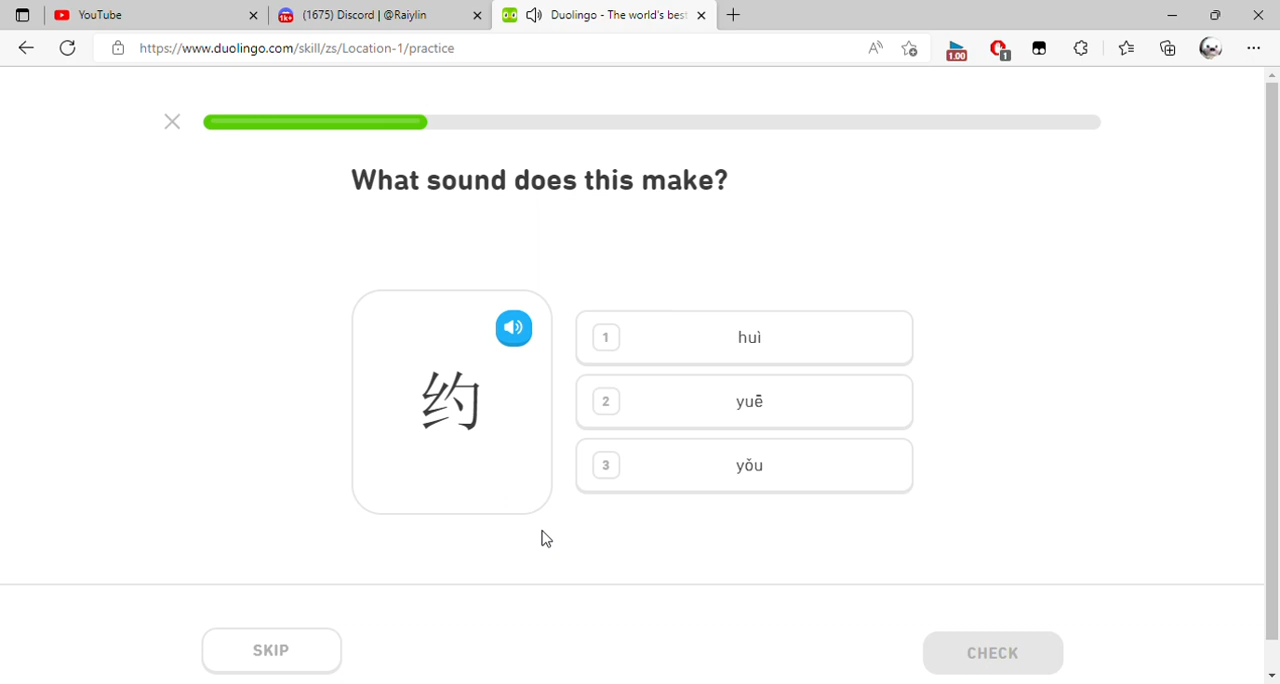 YouTube
(1675) Discord | @Raiylin
Duolingo - The world's best
https://www.duolingo.com/skill/zs/Location-1/practice
1.00
1
What sound does this make?
约
1 huì
2 yuē
3 yǒu
SKIP
CHECK